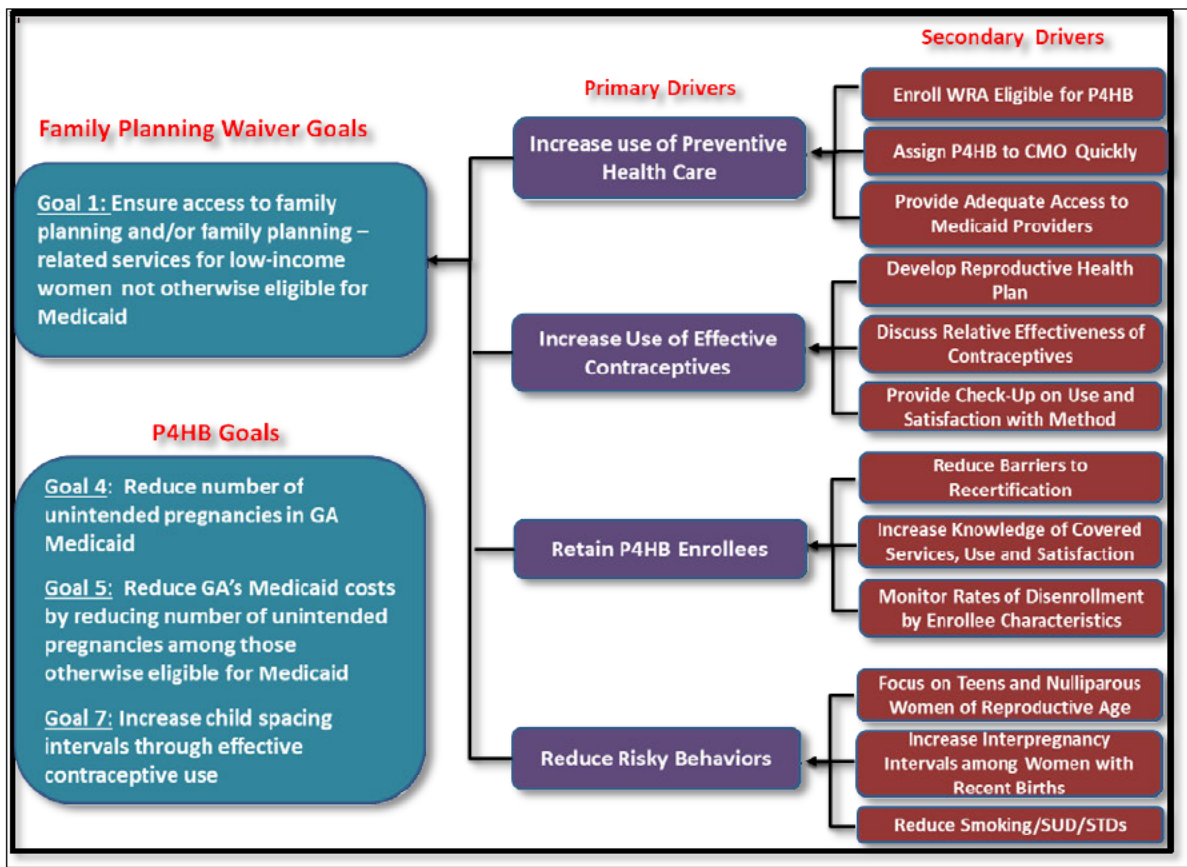 Family Planning Waiver Goals
Goal 1: Ensure access to family
planning and/or family planning –
related services for low-income
women not otherwise eligible for
Medicaid
P4HB Goals
Goal 4: Reduce number of
unintended pregnancies in GA
Medicaid
Goal 5: Reduce GA's Medicaid costs
by reducing number of unintended
pregnancies among those
otherwise eligible for Medicaid
Goal 7: Increase child spacing
intervals through effective
contraceptive use
Primary Drivers
Increase use of Preventive
Health Care
Increase Use of Effective
Contraceptives
Retain P4HB Enrollees
Reduce Risky Behaviors
Secondary Drivers
Enroll WRA Eligible for P4HB
Assign P4HB to CMO Quickly
Provide Adequate Access to
Medicaid Providers
Develop Reproductive Health
Plan
Discuss Relative Effectiveness of
Contraceptives
Provide Check-Up on Use and
Satisfaction with Method
Reduce Barriers to
Recertification
Increase Knowledge of Covered
Services, Use and Satisfaction
Monitor Rates of Disenrollment
by Enrollee Characteristics
Focus on Teens and Nulliparous
Women of Reproductive Age
Increase Interpregnancy
Intervals among Women with
Recent Births
Reduce Smoking/SUD/STDs